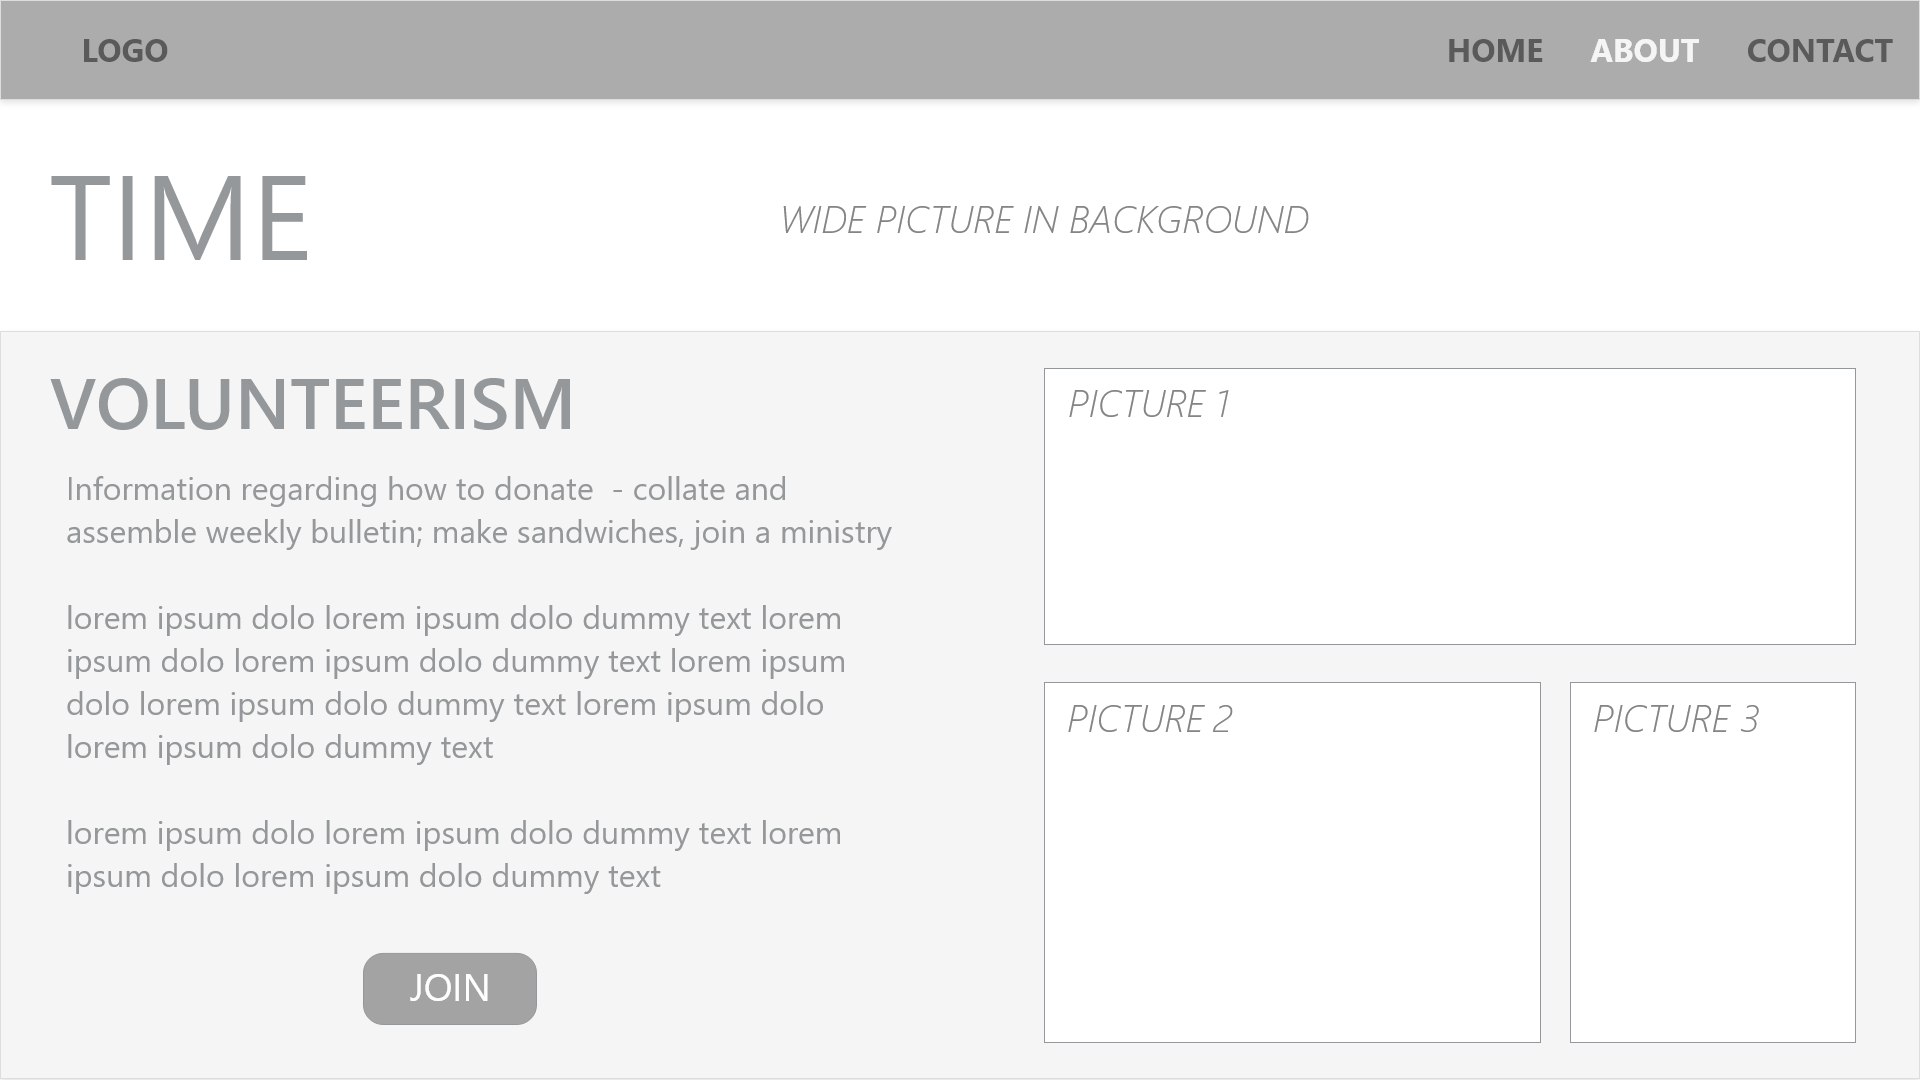 LOGO
HOME ABOUT CONTACT
TIME
WIDE PICTURE IN BACKGROUND
VOLUNTEERISM
Information regarding how to donate  - collate and
assemble weekly bulletin; make sandwiches, join a ministry
lorem ipsum dolo lorem ipsum dolo dummy text lorem
ipsum dolo lorem ipsum dolo dummy text lorem ipsum
dolo lorem ipsum dolo dummy text lorem ipsum dolo
lorem ipsum dolo dummy text
lorem ipsum dolo lorem ipsum dolo dummy text lorem
ipsum dolo lorem ipsum dolo dummy text
JOIN
PICTURE 1
PICTURE 2
PICTURE 3